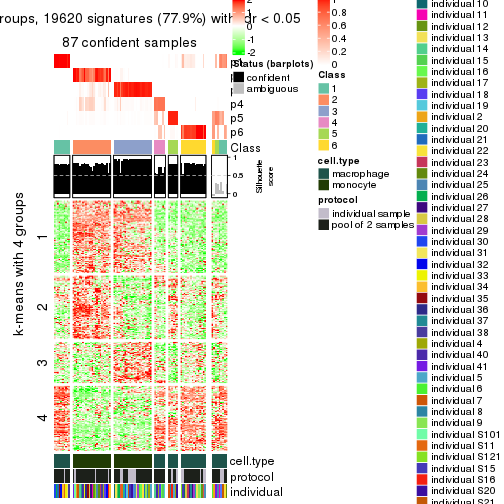 roups, 19620 signatures (77.9%) with fdr < 0.05
87 confident samples
p4
p5
p6
Class
1
0.5
0
Silhouette
score
k-means with 4 groups
1
2
3
4
cell.type
protocol
individual
2
1
0
-1
-2
Status (barplots)
confident
ambiguous
0.8
0.6
0.4
0.2
0
Class
1
2
3
4
5
6
cell.type
macrophage
monocyte
protocol
individual sample
pool of 2 samples
individual 10
individual 11
individual 12
individual 13
individual 14
individual 15
individual 16
individual 17
individual 18
individual 19
individual 2
individual 20
individual 21
individual 22
individual 23
individual 24
individual 25
individual 26
individual 27
individual 28
individual 29
individual 30
individual 31
individual 32
individual 33
individual 34
individual 35
individual 36
individual 37
individual 38
individual 4
individual 40
individual 41
individual 5
individual 6
individual 7
individual 8
individual 9
individual S101
individual S11
individual S121
individual S15
individual S16
individual S20
individual S21